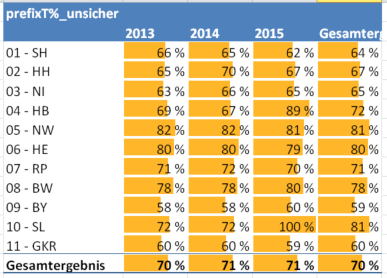 prefixT%_unsicher
2013 2014 2015 Gesamterg
01 - SH 66 % 65 % 62 % 64 %
02 - HH 65 % 70 % 67 % 67 %
03 - NI 63 % 66 % 65 % 65 %
04 - HB 69 % 67 % 89 % 72 %
05 - NW 82 % 82 % 81 % 81 %
06 - HE 80 % 80 % 79 % 80 %
07 - RP 71 % 72 % 70 % 71 %
08 - BW 78 % 78 % 80 % 78 %
09 - BY 58 % 58 % 60 % 59 %
10 - SL 72 % 72 % 100 % 81 %
11 - GKR 60 % 60 % 59 % 60 %
Gesamtergebnis 70 % 71 % 71 % 70 %